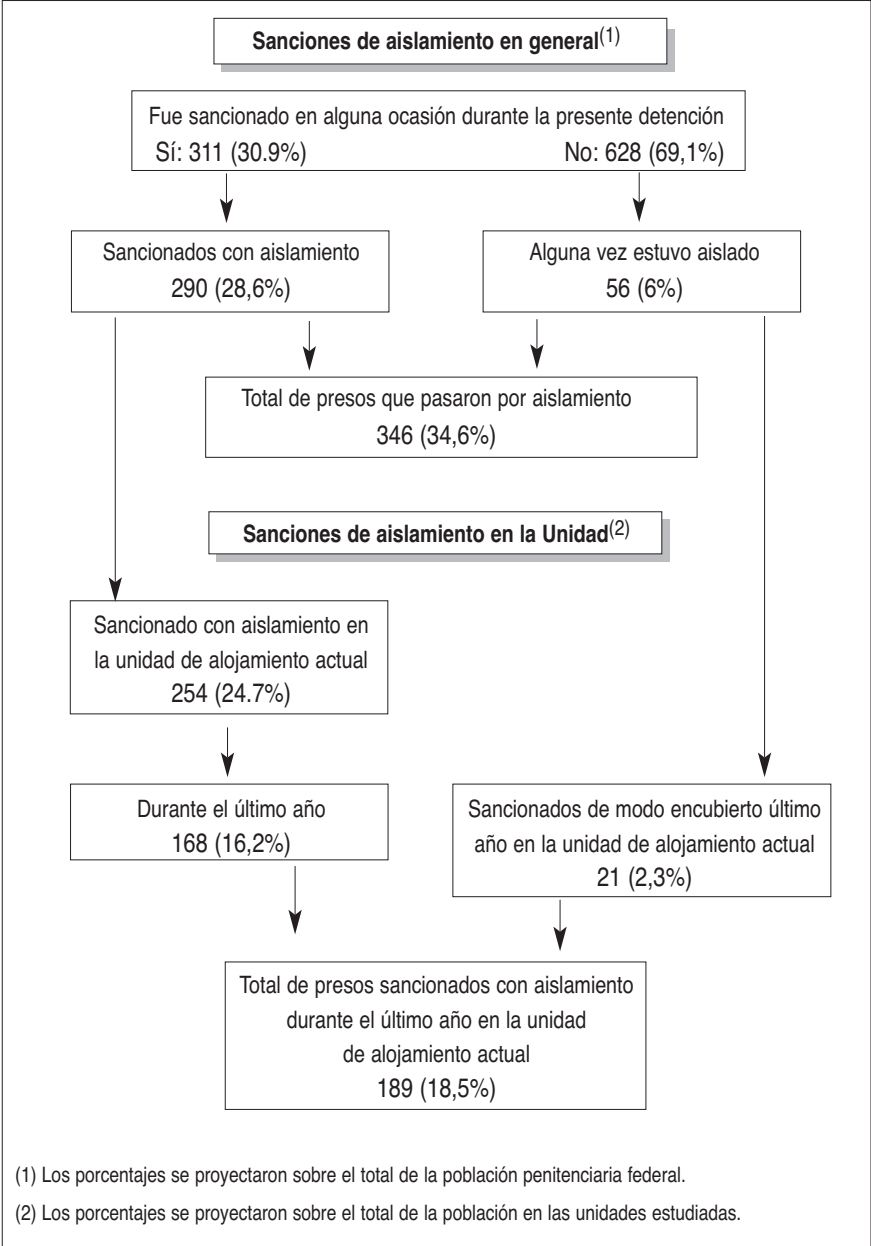 Sanciones de aislamiento en general(1)
Fue sancionado en alguna ocasión durante la presente detención
Sí: 311 (30.9%) No: 628 (69,1%)
Sancionados con aislamiento
290 (28,6%)
Alguna vez estuvo aislado
56 (6%)
Total de presos que pasaron por aislamiento
346 (34,6%)
Sanciones de aislamiento en la Unidad(2)
Sancionado con aislamiento en
la unidad de alojamiento actual
254 (24.7%)
Durante el último año
168 (16,2%)
Sancionados de modo encubierto último
año en la unidad de alojamiento actual
21 (2,3%)
Total de presos sancionados con aislamiento
durante el último año en la unidad
de alojamiento actual
189 (18,5%)
(1) Los porcentajes se proyectaron sobre el total de la población penitenciaria federal.
(2) Los porcentajes se proyectaron sobre el total de la población en las unidades estudiadas.